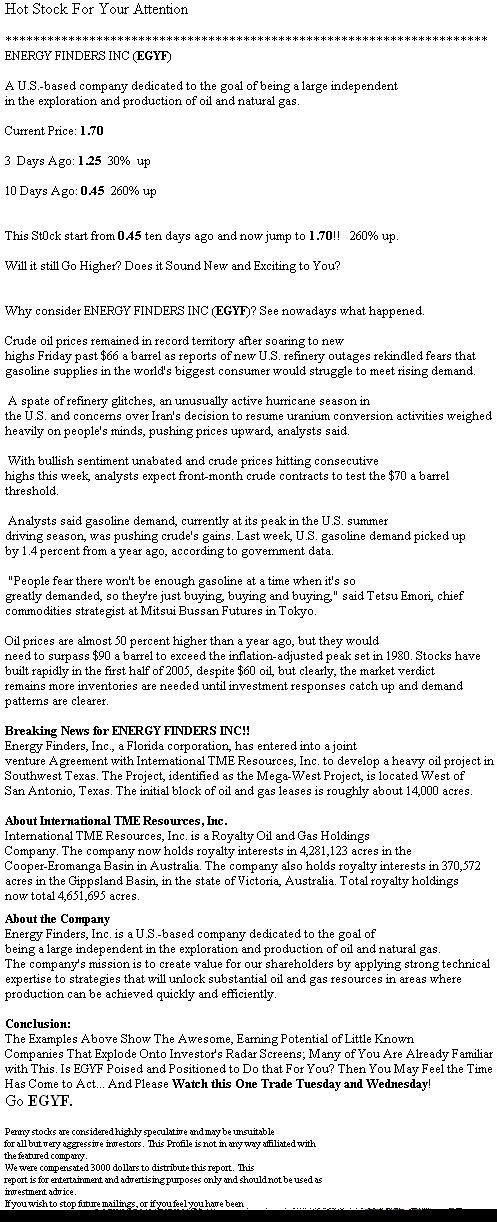 Hot Stock For Your Attention
*********************************************************************
ENERGY FINDERS INC (EGYF)
A U.S.-based company dedicated to the goal of being a large independent
in the exploration and production of oil and natural gas.
Current Price: 1.70
3 Days Ago: 1.25 30% up
10 Days Ago: 0.45 260% up
This St0ck start from 0.45 ten days ago and now jump to 1.70!! 260% up.
Will it still Go Higher? Does it Sound New and Exciting to You?
Why consider ENERGY FINDERS INC (EGYF)? See nowadays what happened.
Crude oil prices remained in record territory after soaring to new
highs Friday past $66 a barrel as reports of new U.S. refinery outages rekindled fears that
gasoline supplies in the world's biggest consumer would struggle to meet rising demand.
A spate of refinery glitches, an unusually active hurricane season in
the U.S. and concerns over Iran's decision to resume uranium conversion activities weighed
heavily on people's minds, pushing prices upward, analysts said.
With bullish sentiment unabated and crude prices hitting consecutive
highs this week, analysts expect front-month crude contracts to test the $70 a barrel
threshold.
Analysts said gasoline demand, currently at its peak in the U.S. summer
driving season, was pushing crude's gains. Last week, U.S. gasoline demand picked up
by 1.4 percent from a year ago, according to government data.
"People fear there won't be enough gasoline at a time when it's so
greatly demanded, so they're just buying, buying and buying," said Tetsu Emori, chief
commodities strategist at Mitsui Bussan Futures in Tokyo.
Oil prices are almost 50 percent higher than a year ago, but they would
need to surpass $90 a barrel to exceed the inflation-adjusted peak set in 1980. Stocks have
built rapidly in the first half of 2005, despite $60 oil, but clearly, the market verdict
remains more inventories are needed until investment responses catch up and demand
patterns are clearer.
Breaking News for ENERGY FINDERS INC!!
Energy Finders, Inc., a Florida corporation, has entered into a joint
venture Agreement with International TME Resources, Inc. to develop a heavy oil project in
Southwest Texas. The Project, identified as the Mega-West Project, is located West of
San Antonio, Texas. The initial block of oil and gas leases is roughly about 14,000 acres.
About International TME Resources, Inc.
International TME Resources, Inc. is a Royalty Oil and Gas Holdings
Company. The company now holds royalty interests in 4,281,123 acres in the
Cooper-Eromanga Basin in Australia. The company also holds royalty interests in 370,572
acres in the Gippsland Basin, in the state of Victoria, Australia. Total royalty holdings
now total 4,651,695 acres.
About the Company
Energy Finders, Inc. is a U.S.-based company dedicated to the goal of
being a large independent in the exploration and production of oil and natural gas.
The company's mission is to create value for our shareholders by applying strong technical
expertise to strategies that will unlock substantial oil and gas resources in areas where
production can be achieved quickly and efficiently.
Conclusion:
The Examples Above Show The Awesome, Earning Potential of Little Known
Companies That Explode Onto Investor's Radar Screens; Many of You Are Already Familiar
with This. Is EGYF Poised and Positioned to Do that For You? Then You May Feel the Time
Has Come to Act... And Please Watch this One Trade Tuesday and Wednesday!
Go EGYF.
Penny stocks are considered highly speculative and may be unsuitable
for all but very aggressive investors. This Profile is not in any way affiliated with
the featured company.
We were compensated 3000 dollars to distribute this report. This
report is for entertainment and advertising purposes only and should not be used as
investment advice.
If you wish to stop future mailings, or if you feel you have been